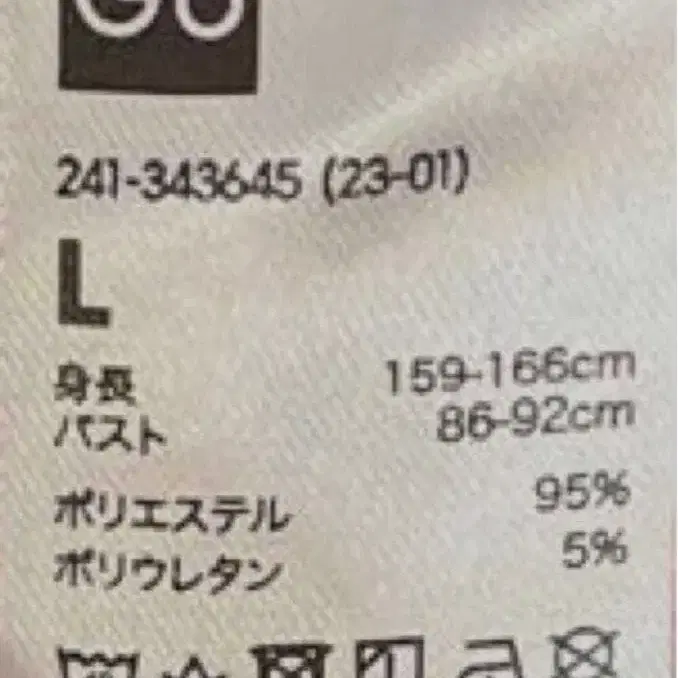 GU
241-343645 (23-01)
L
身長 159-166cm
バスト 86-92cm
ポリエステル 95%
ポリウレタン 5%